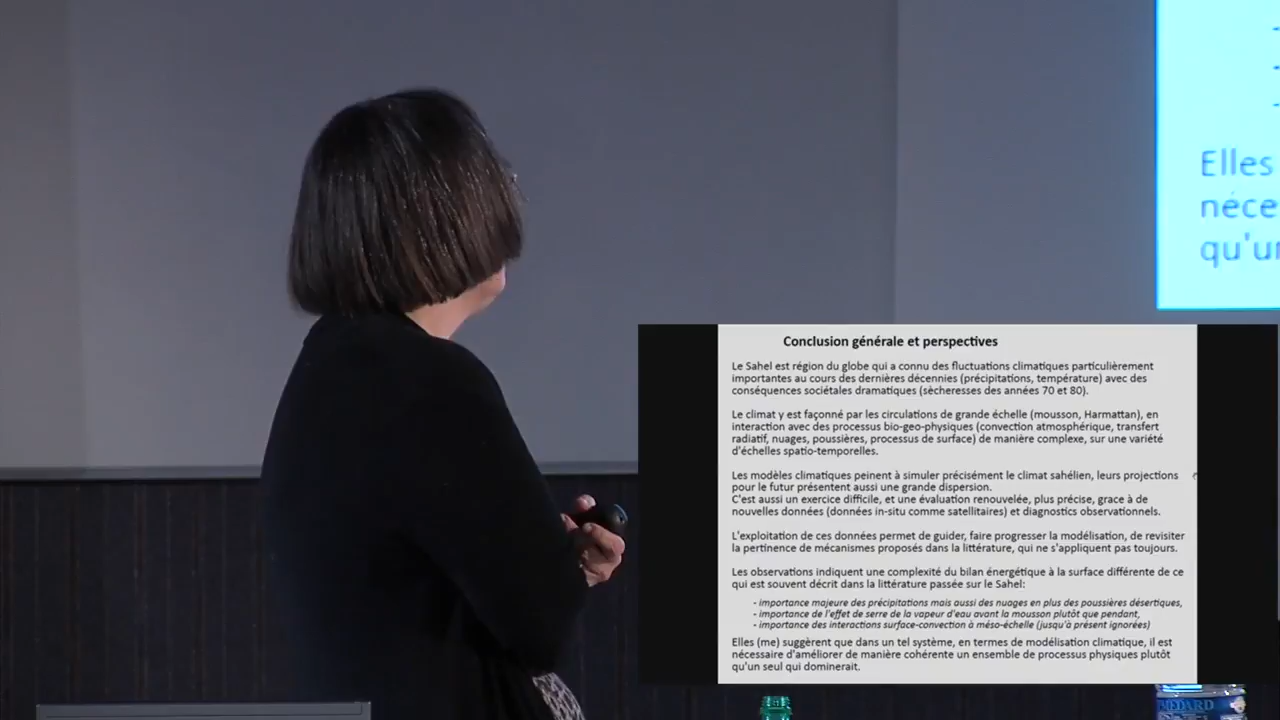 Elles
néce
qu'u
Conclusion générale et perspectives
Le Sahel est région du globe qui a connu des fluctuations climatiques particulièrement
importantes au cours des dernières décennies (précipitations, température) avec des
conséquences sociétales dramatiques (sècheresses des années 70 et 80).
Le climat y est façonné par les circulations de grande échelle (mousson, Harmattan), en
interaction avec des processus bio-geo-physiques (convection atmosphérique, transfert
radiatif, nuages, poussières, processus de surface) de manière complexe, sur une variété
d'échelles spatio-temporelles.
Les modèles climatiques peinent à simuler précisément le climat sahélien, leurs projections
pour le futur présentent aussi une grande dispersion.
C'est aussi un exercice difficile, et une évaluation renouvelée, plus précise, grace à de
nouvelles données (données in-situ comme satellitaires) et diagnostics observationnels.
L'exploitation de ces données permet de guider, faire progresser la modélisation, de revisiter
la pertinence de mécanismes proposés dans la littérature, qui ne s'appliquent pas toujours.
Les observations indiquent une complexité du bilan énergétique à la surface différente de ce
qui est souvent décrit dans la littérature passée sur le Sahel:
- importance majeure des précipitations mais aussi des nuages en plus des poussières désertiques,
- importance de l'effet de serre de la vapeur d'eau avant la mousson plutôt que pendant,
- importance des interactions surface-convection à méso-échelle (jusqu'à présent ignorées)
Elles (me) suggèrent que dans un tel système, en termes de modélisation climatique, il est
nécessaire d'améliorer de manière cohérente un ensemble de processus physiques plutôt
qu'un seul qui dominerait.